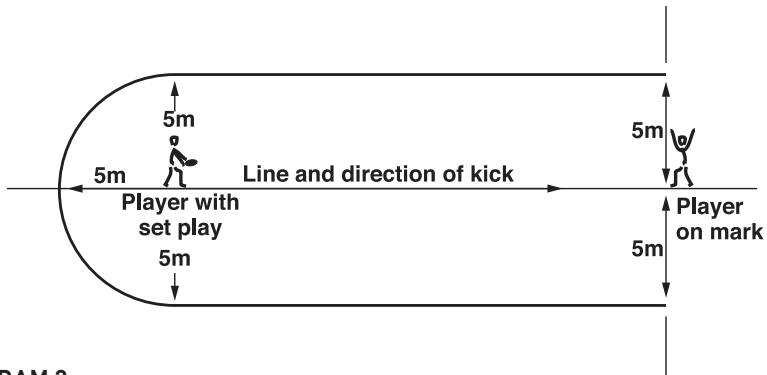 5m
5m
5m
Line and direction of kick
Player with
set play
Player
on mark
5m
5m